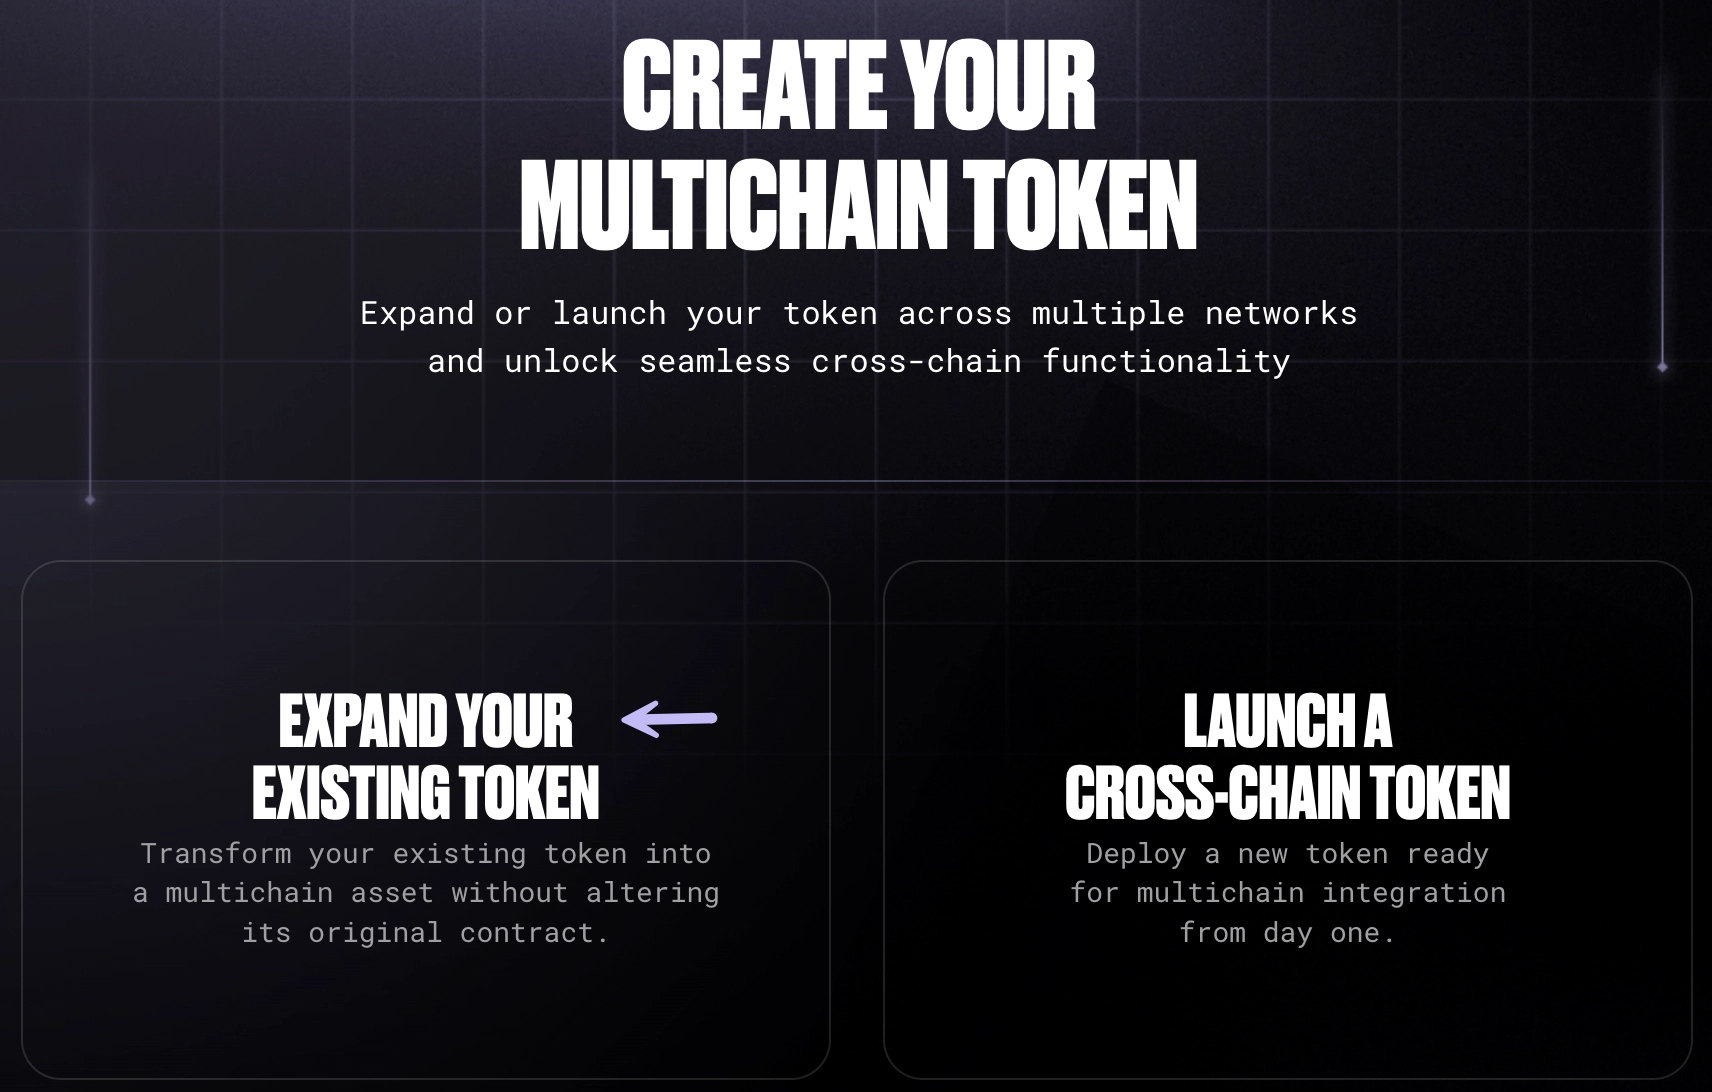 CREATE YOUR
MULTICHAIN TOKEN
Expand or launch your token across multiple networks
and unlock seamless cross-chain functionality
EXPAND YOUR
EXISTING TOKEN
Transform your existing token into
a multichain asset without altering
its original contract.
LAUNCH A
CROSS-CHAIN TOKEN
Deploy a new token ready
for multichain integration
from day one.